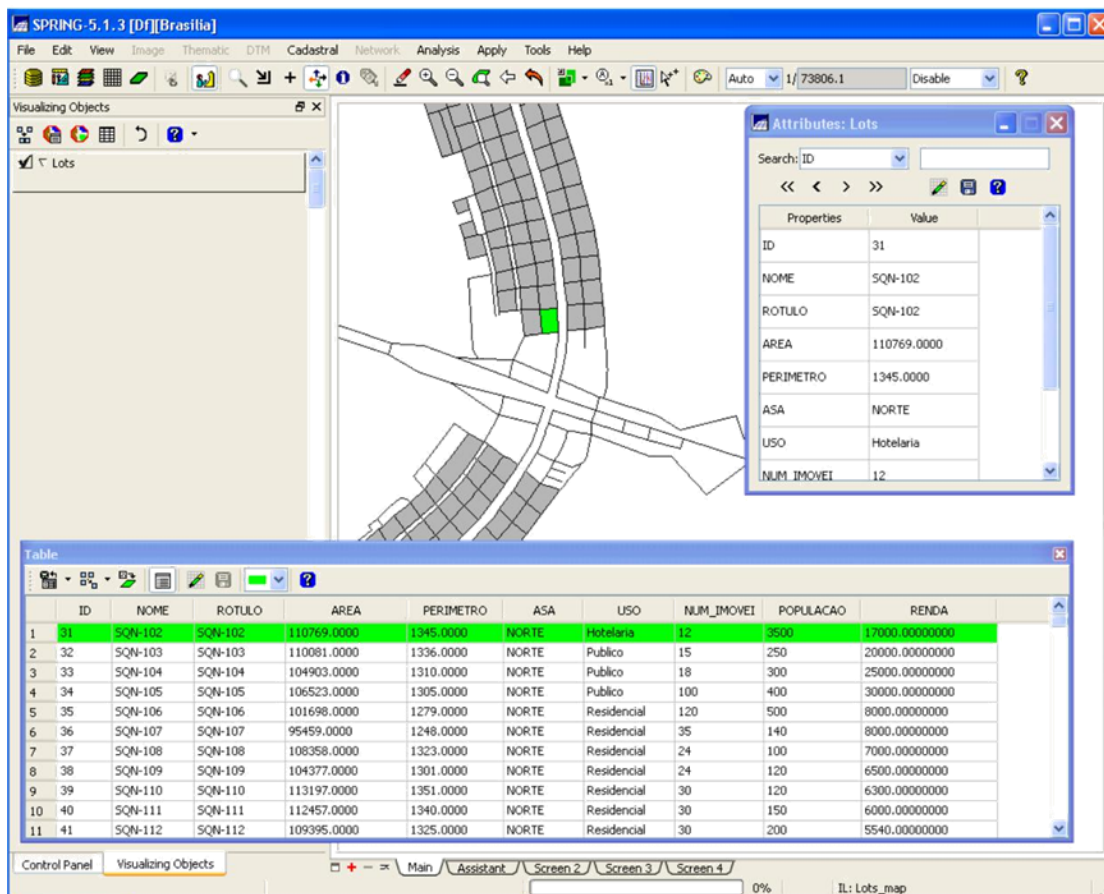 SPRING-5.1.3 [Df][Brasilia]
File Edit View Image Thematic DTM Cadastral Network Analysis Apply Tools Help
Auto 1/ 73806.1 Disable
Visualizing Objects
Lots
Attributes: Lots
Search: ID
Properties Value
ID 31
NOME SQN-102
ROTULO SQN-102
AREA 110769.0000
PERIMETRO 1345.0000
ASA NORTE
USO Hotelaria
NUM_IMOVEI 12
Table
ID NOME ROTULO AREA PERIMETRO ASA USO NUM_IMOVEI POPULACAO RENDA
1 31 SQN-102 SQN-102 110769.0000 1345.0000 NORTE Hotelaria 12 3500 17000.00000000
2 32 SQN-103 SQN-103 110081.0000 1336.0000 NORTE Publico 15 250 20000.00000000
3 33 SQN-104 SQN-104 104903.0000 1310.0000 NORTE Publico 18 300 25000.00000000
4 34 SQN-105 SQN-105 106523.0000 1305.0000 NORTE Publico 100 400 30000.00000000
5 35 SQN-106 SQN-106 101698.0000 1279.0000 NORTE Residencial 120 500 8000.00000000
6 36 SQN-107 SQN-107 95459.0000 1248.0000 NORTE Residencial 35 140 8000.00000000
7 37 SQN-108 SQN-108 108358.0000 1323.0000 NORTE Residencial 24 100 7000.00000000
8 38 SQN-109 SQN-109 104377.0000 1301.0000 NORTE Residencial 24 120 6500.00000000
9 39 SQN-110 SQN-110 113197.0000 1351.0000 NORTE Residencial 30 120 6300.00000000
10 40 SQN-111 SQN-111 112457.0000 1340.0000 NORTE Residencial 30 150 6000.00000000
11 41 SQN-112 SQN-112 109395.0000 1325.0000 NORTE Residencial 30 200 5540.00000000
Control Panel Visualizing Objects Main Assistant Screen 2 Screen 3 Screen 4
0% IL: Lots_map